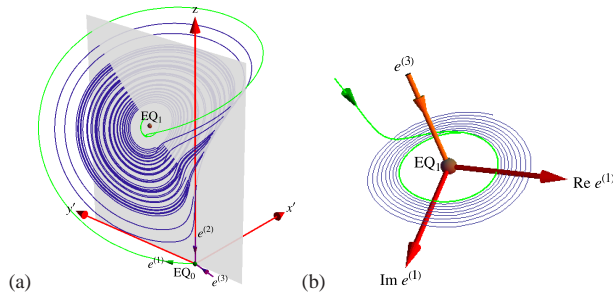 z
EQ₁
y′
x′
e⁽²⁾
e⁽¹⁾
EQ₀
e⁽³⁾
(a)
e⁽³⁾
EQ₁
Re e⁽¹⁾
Im e⁽¹⁾
(b)